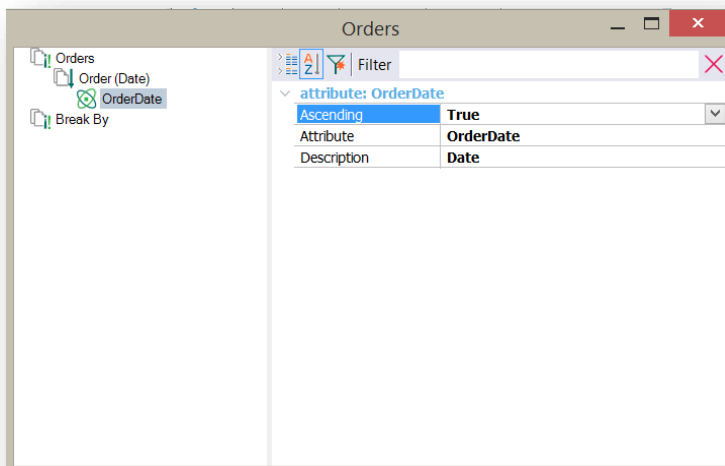 Orders
Orders
Order (Date)
OrderDate
Break By
Filter
attribute: OrderDate
Ascending True
Attribute OrderDate
Description Date